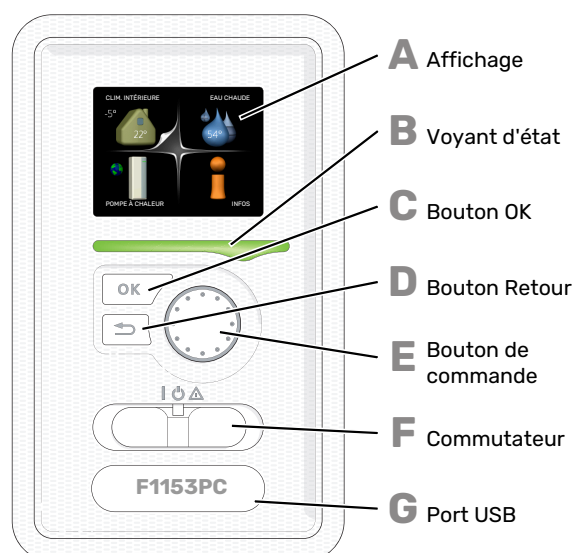 A Affichage
CLIM. INTÉRIEURE EAU CHAUDE
-5°
22° 54°
POMPE À CHALEUR INFOS
B Voyant d'état
C Bouton OK
OK
D Bouton Retour
E Bouton de
commande
F Commutateur
F1153PC
G Port USB